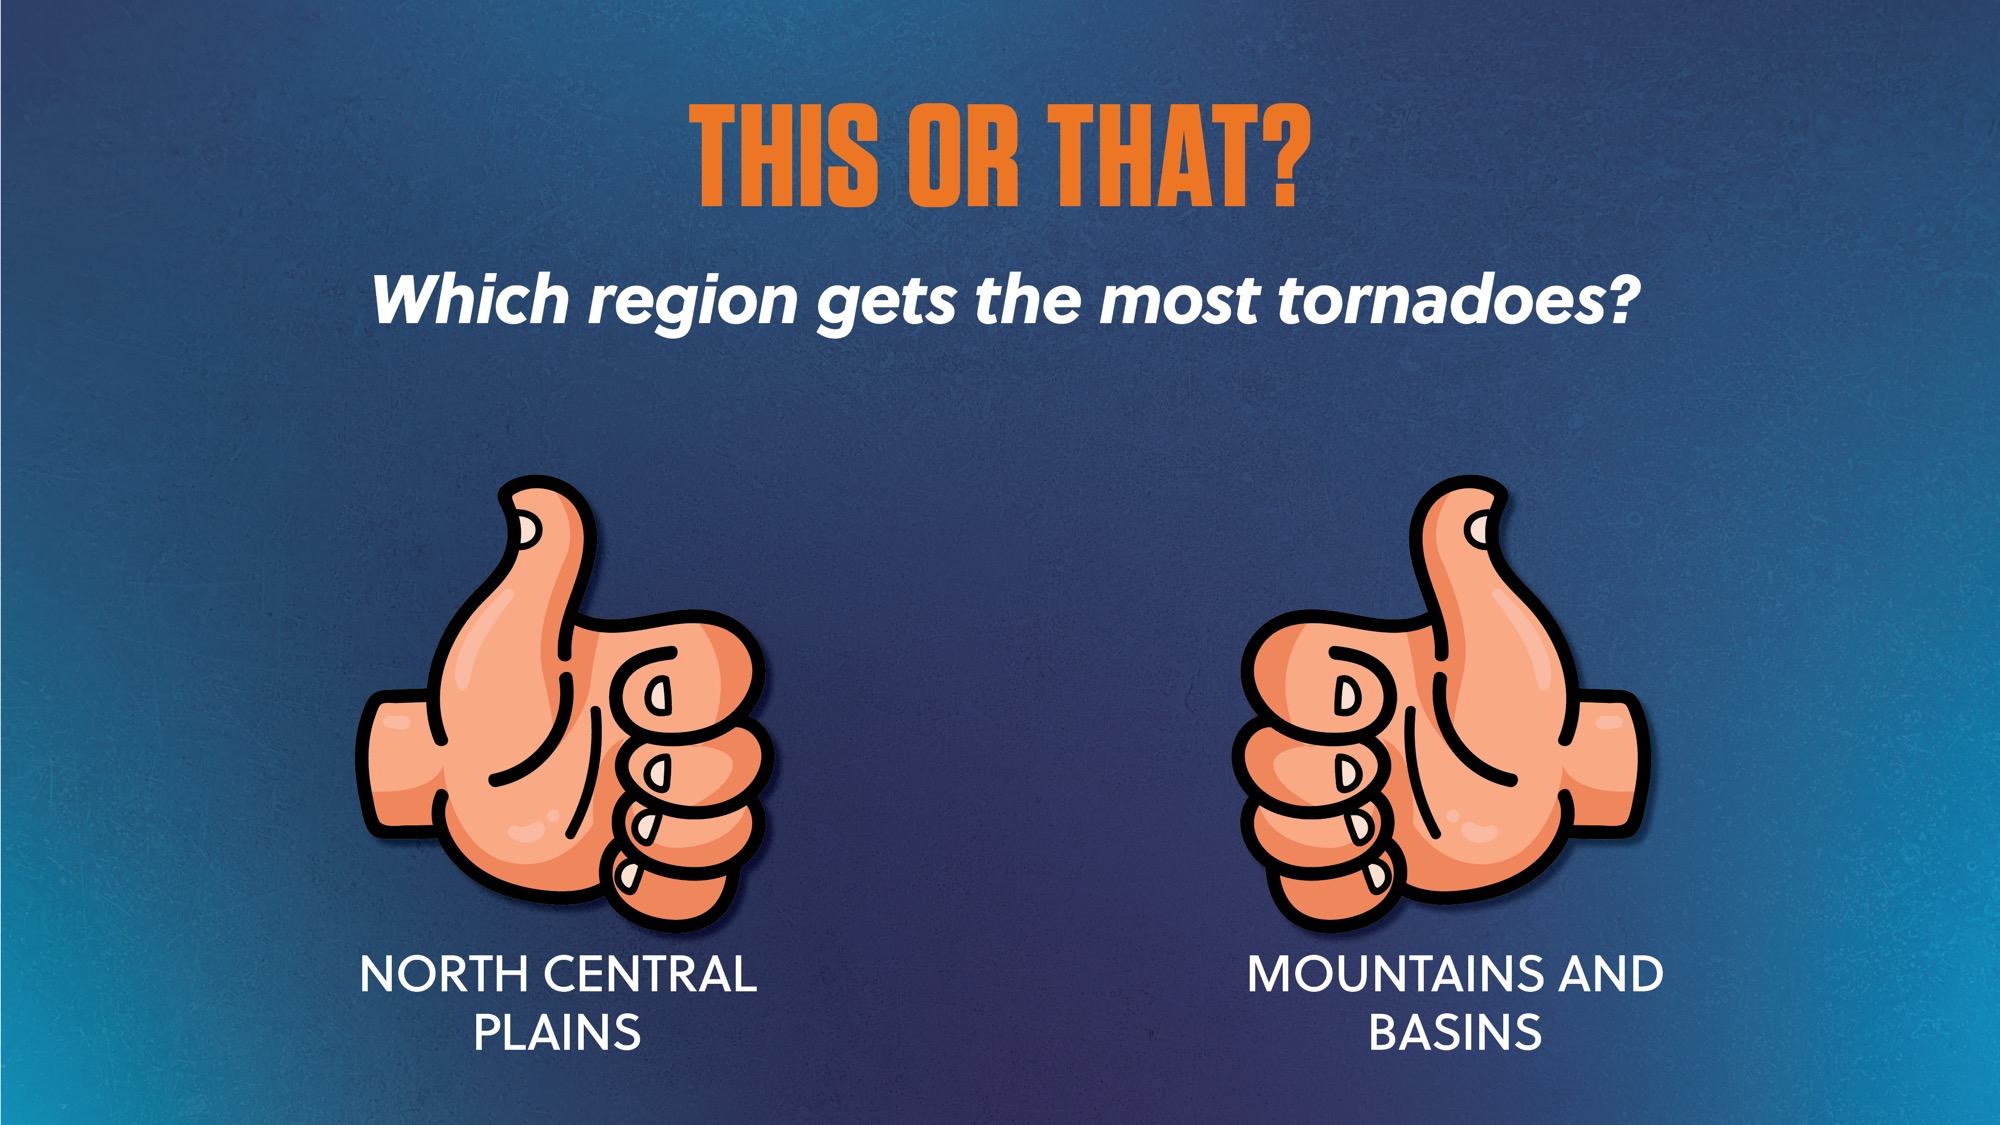 THIS OR THAT?
Which region gets the most tornadoes?
NORTH CENTRAL
PLAINS
MOUNTAINS AND
BASINS